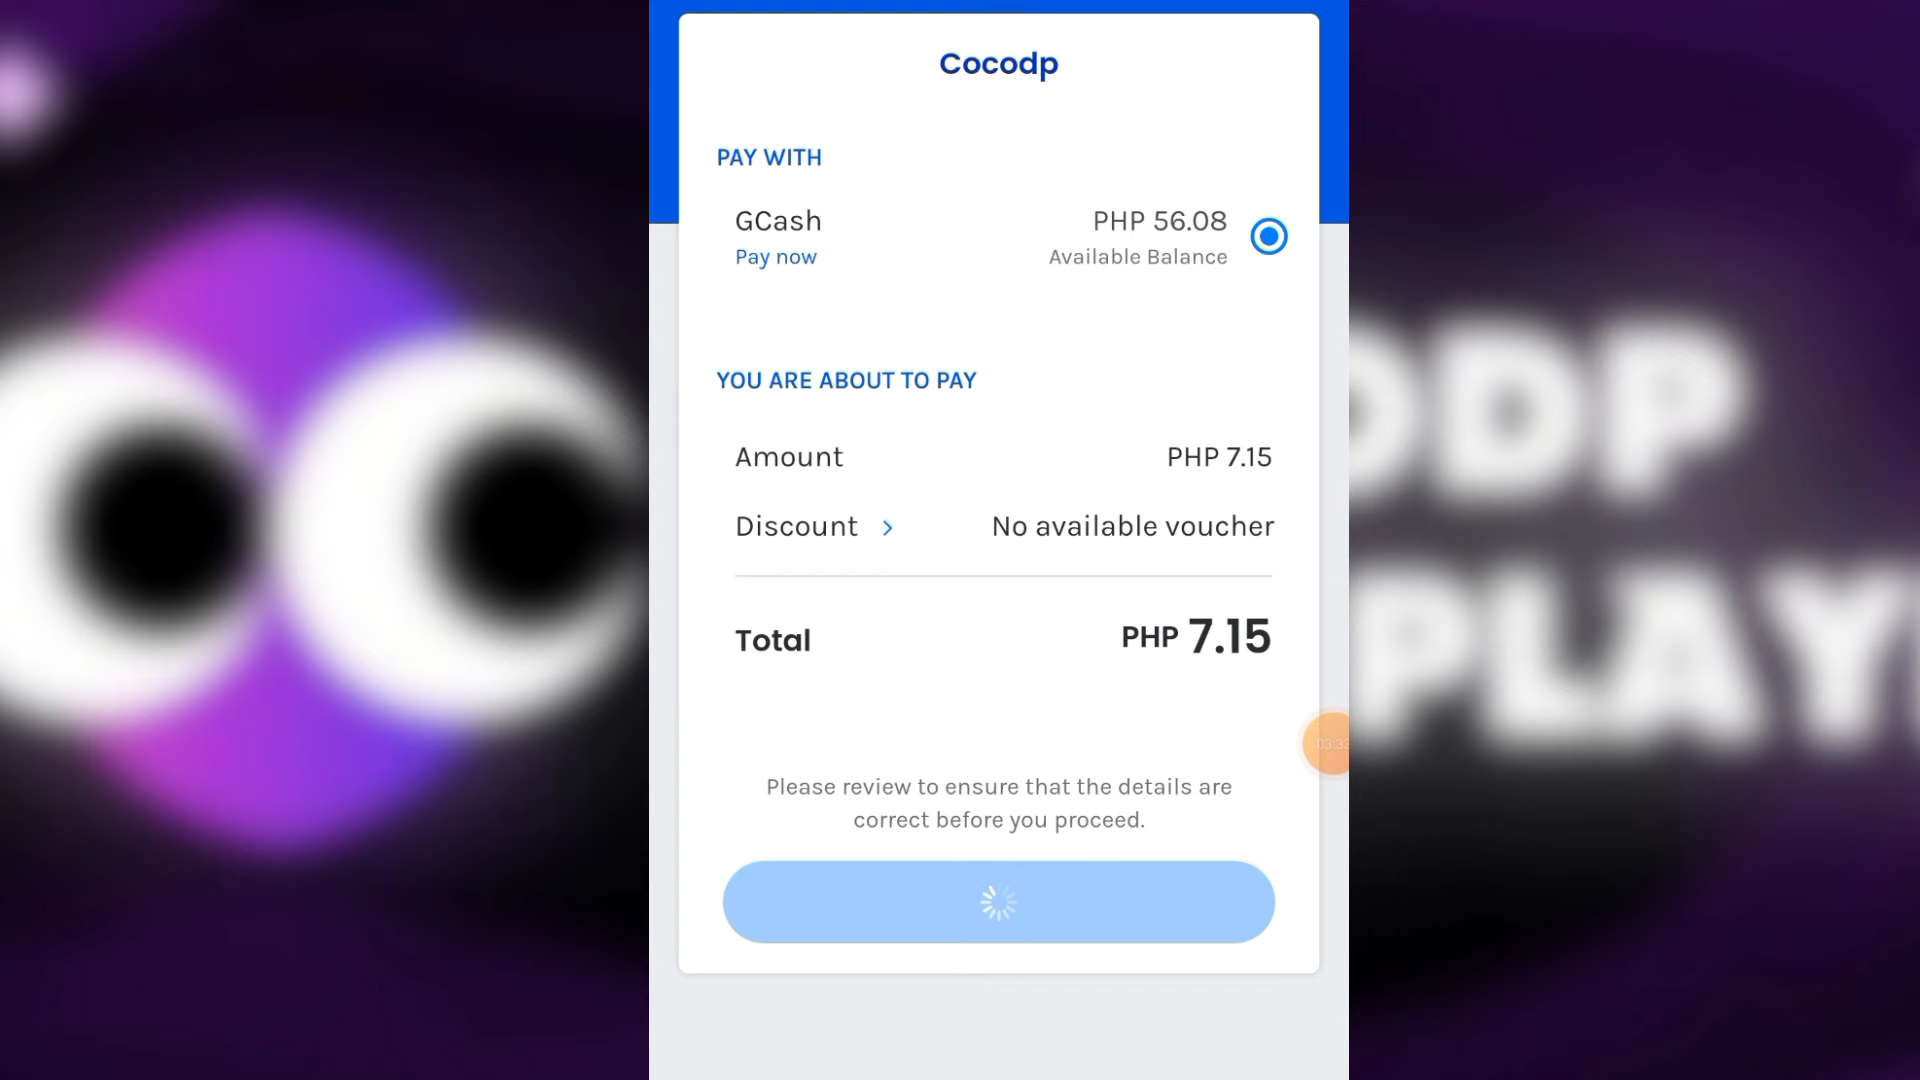 Cocodp
PAY WITH
GCash
PHP 56.08
Pay now
Available Balance
YOU ARE ABOUT TO PAY
Amount
PHP 7.15
Discount >
No available voucher
Total
PHP 7.15
Please review to ensure that the details are
correct before you proceed.
ODP
PLAY